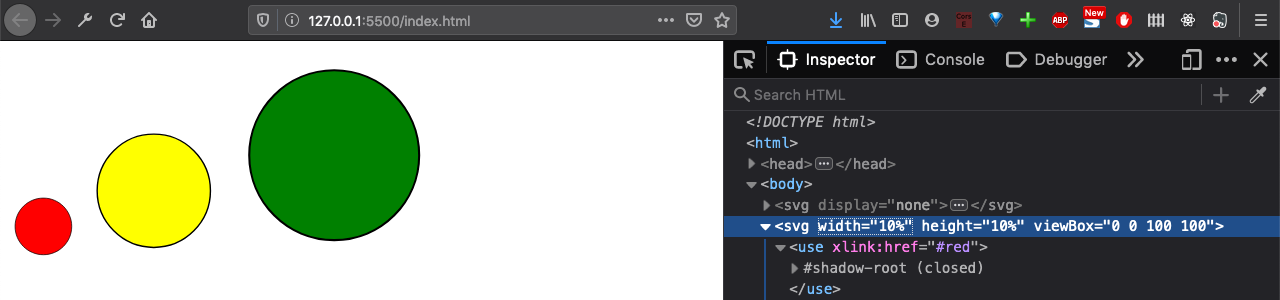 127.0.0.1:5500/index.html
Cors
E
ABP
New
Inspector Console Debugger
Search HTML
<!DOCTYPE html>
<html>
<head>…</head>
<body>
<svg display="none">…</svg>
<svg width="10%" height="10%" viewBox="0 0 100 100">
<use xlink:href="#red">
#shadow-root (closed)
</use>